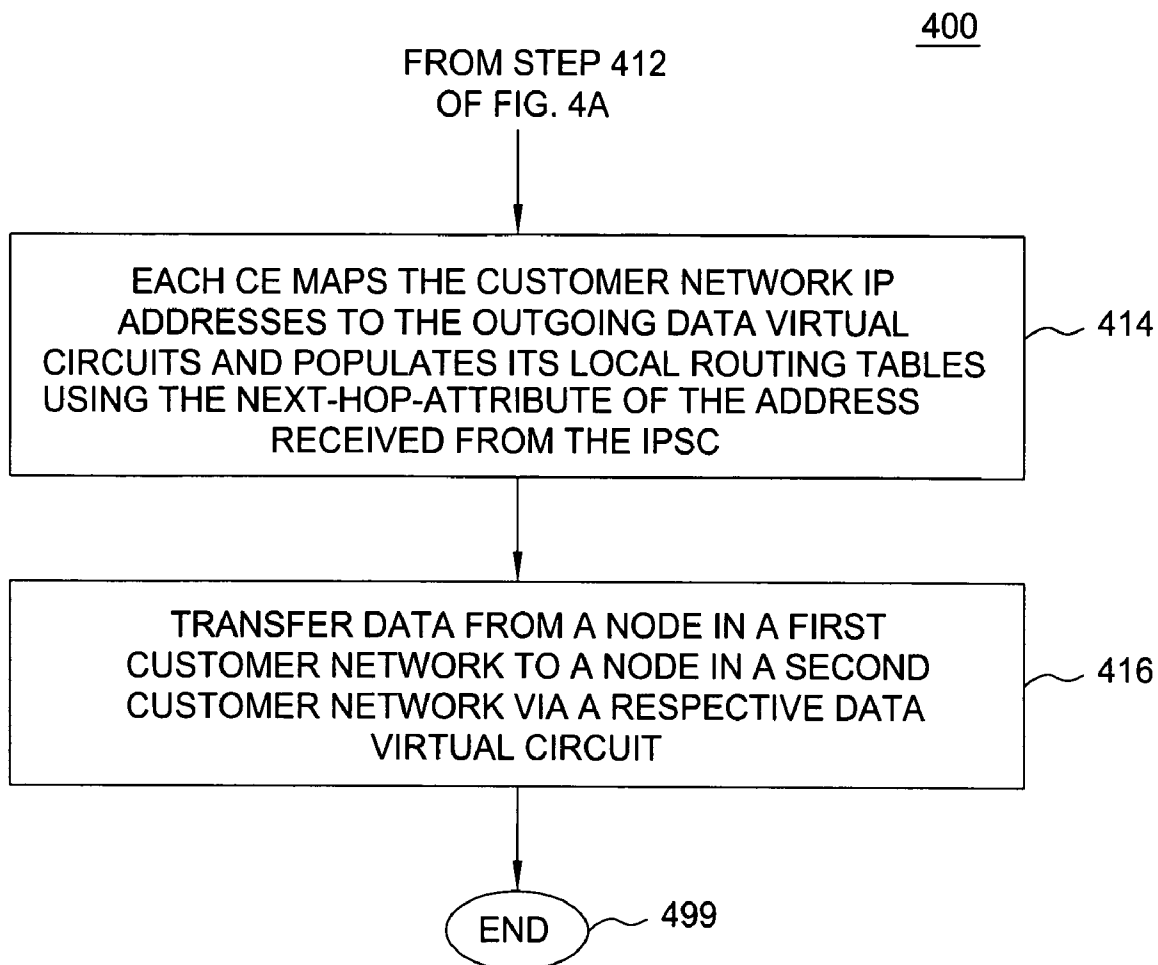 400
FROM STEP 412
OF FIG. 4A
EACH CE MAPS THE CUSTOMER NETWORK IP
ADDRESSES TO THE OUTGOING DATA VIRTUAL
CIRCUITS AND POPULATES ITS LOCAL ROUTING TABLES
USING THE NEXT-HOP-ATTRIBUTE OF THE ADDRESS
RECEIVED FROM THE IPSC
414
TRANSFER DATA FROM A NODE IN A FIRST
CUSTOMER NETWORK TO A NODE IN A SECOND
CUSTOMER NETWORK VIA A RESPECTIVE DATA
VIRTUAL CIRCUIT
416
END
499